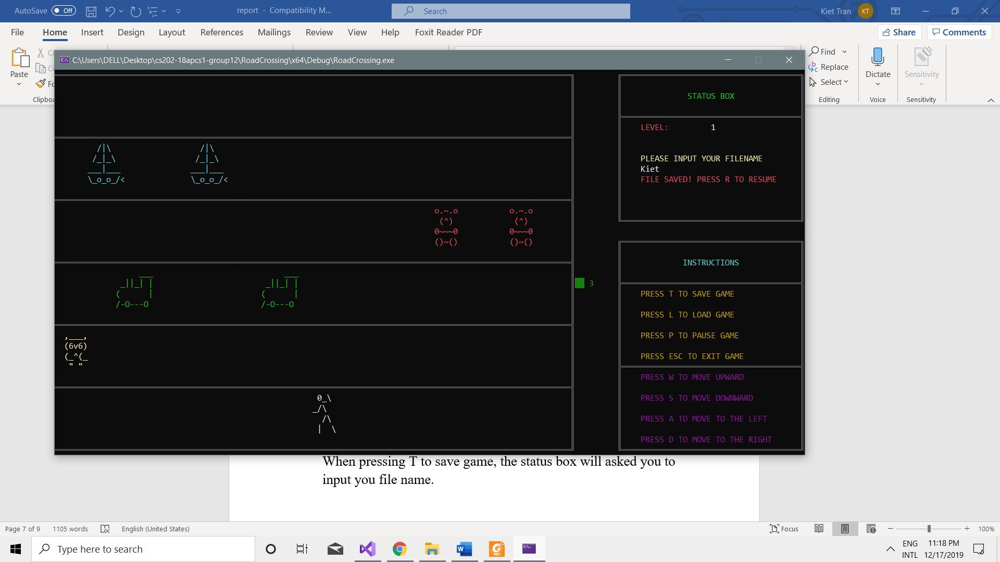 AutoSave Off
report - Compatibility M...
Search
Kiet Tran KT
File Home Insert Design Layout References Mailings Review View Help Foxit Reader PDF
Share Comments
Paste
Clipboa
C:\Users\DELL\Desktop\cs202-18apcs1-group12\RoadCrossing\x64\Debug\RoadCrossing.exe
Find
Replace
Select
Editing
Dictate
Voice
Sensitivity
Sensitivity
STATUS BOX
LEVEL: 1
PLEASE INPUT YOUR FILENAME
Kiet
FILE SAVED! PRESS R TO RESUME
3
INSTRUCTIONS
PRESS T TO SAVE GAME
PRESS L TO LOAD GAME
PRESS P TO PAUSE GAME
PRESS ESC TO EXIT GAME
PRESS W TO MOVE UPWARD
PRESS S TO MOVE DOWNWARD
PRESS A TO MOVE TO THE LEFT
PRESS D TO MOVE TO THE RIGHT
When pressing T to save game, the status box will asked you to
input you file name.
Page 7 of 9 1105 words English (United States)
Focus
100%
Type here to search
ENG
INTL
11:18 PM
12/17/2019